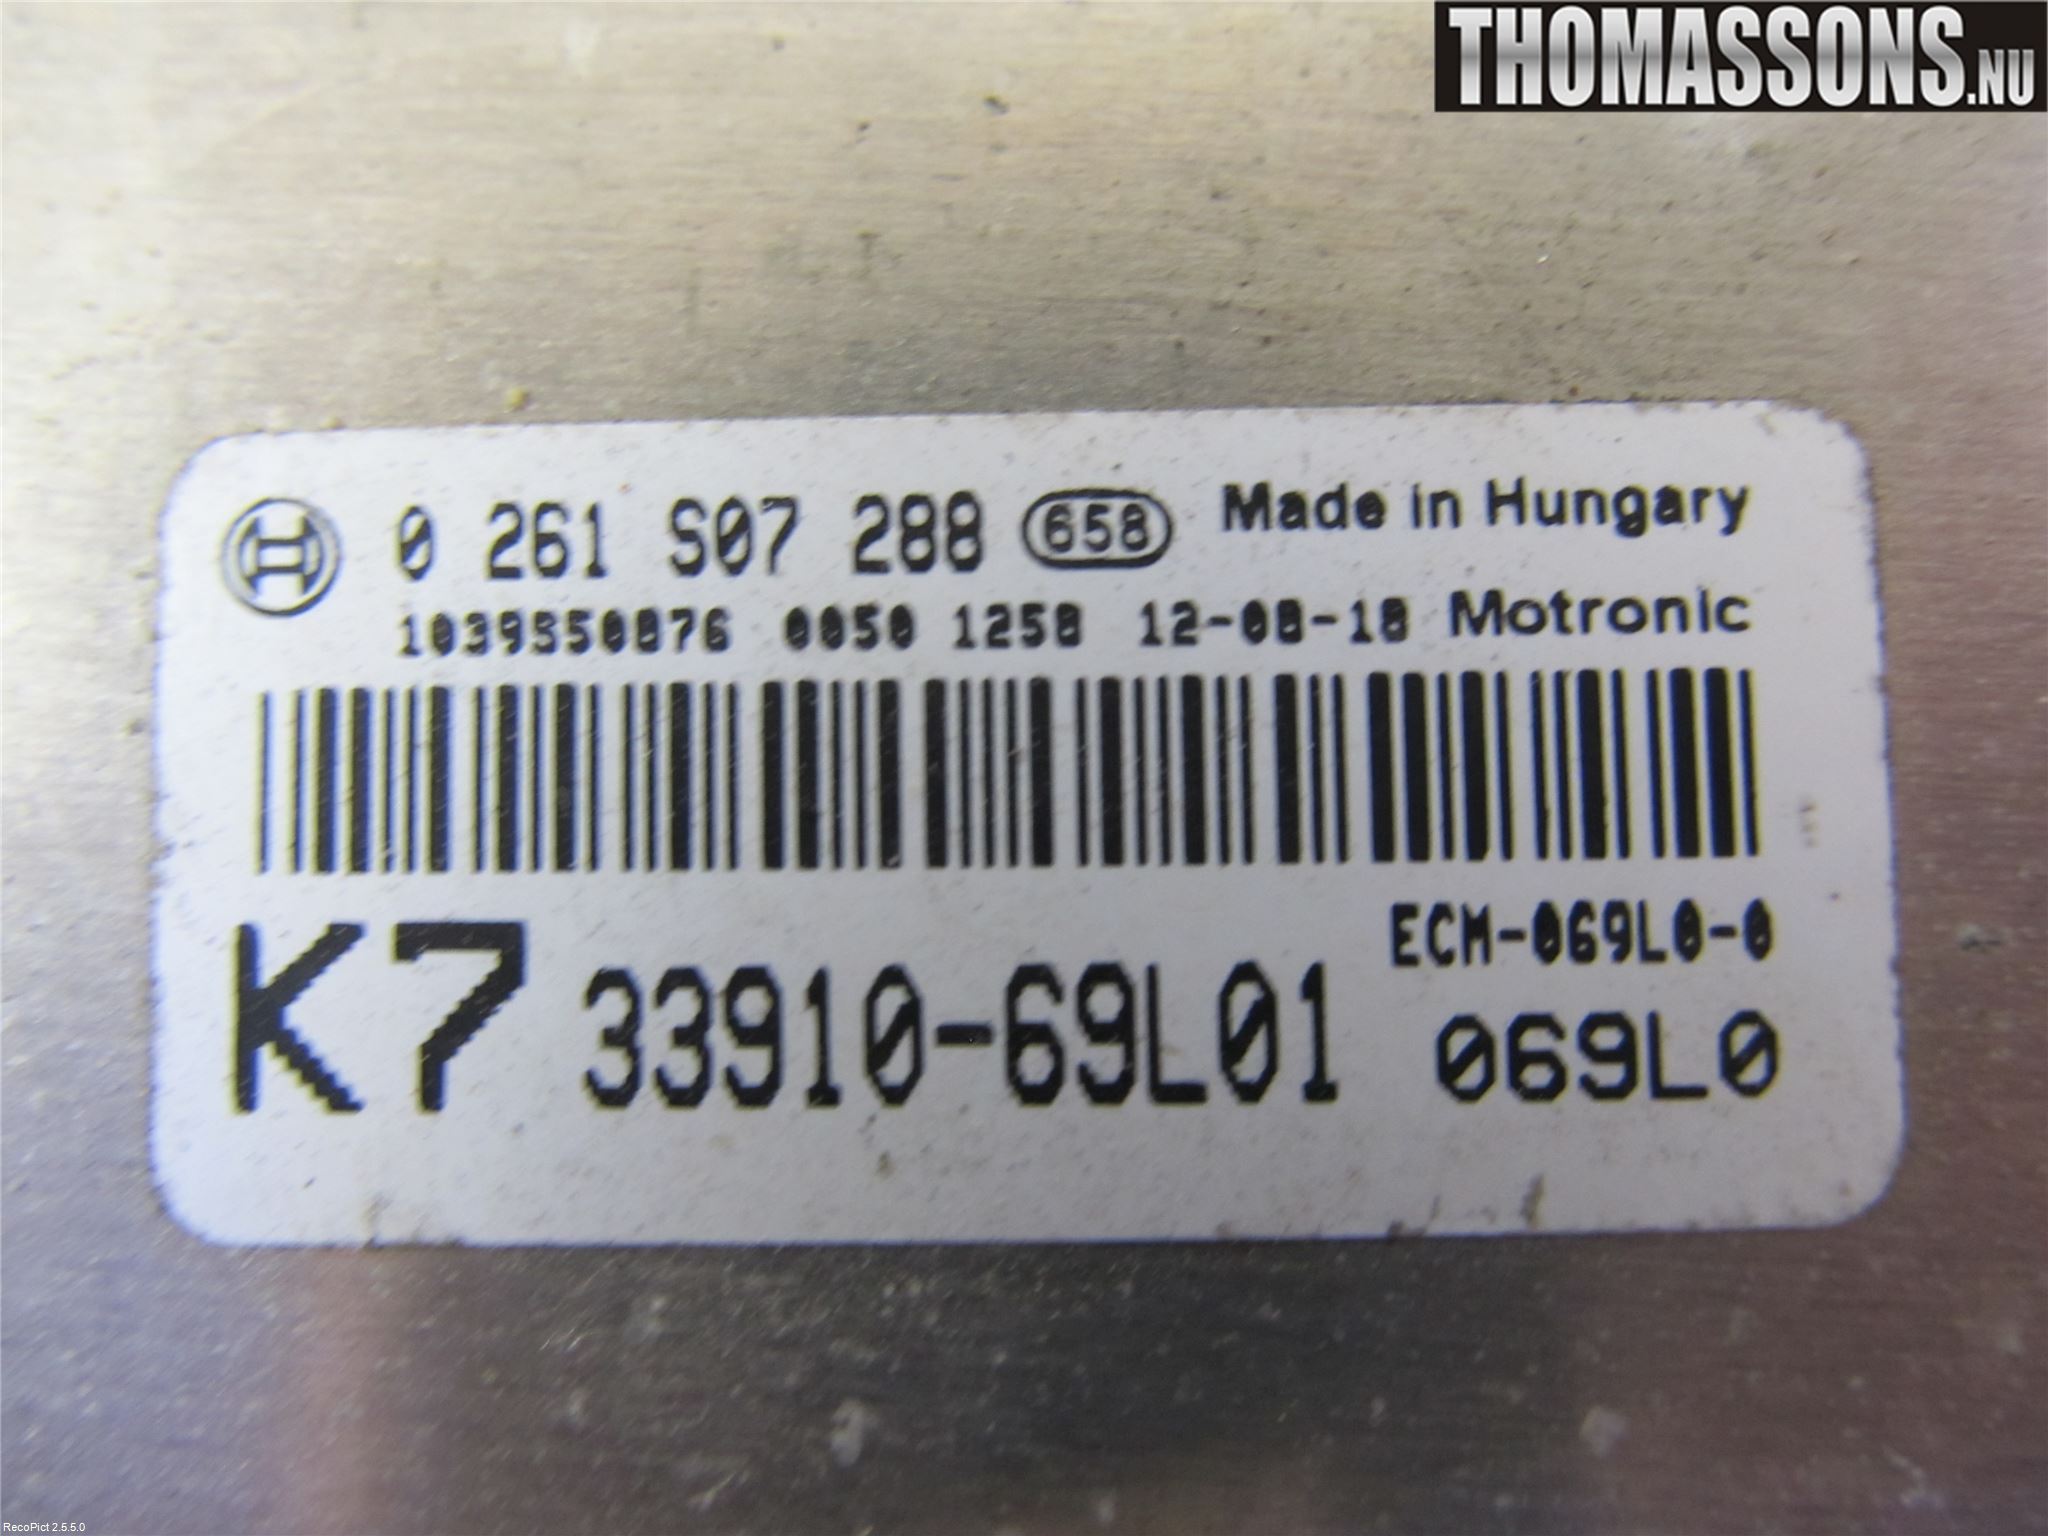 THOMASSONS.NU
0 261 S07 288 658 Made in Hungary
1039S50876 0050 1258 12-08-18 Motronic
ECM-069L0-0
K7 33910-69L01 069L0
RecoPict 2.5.5.0